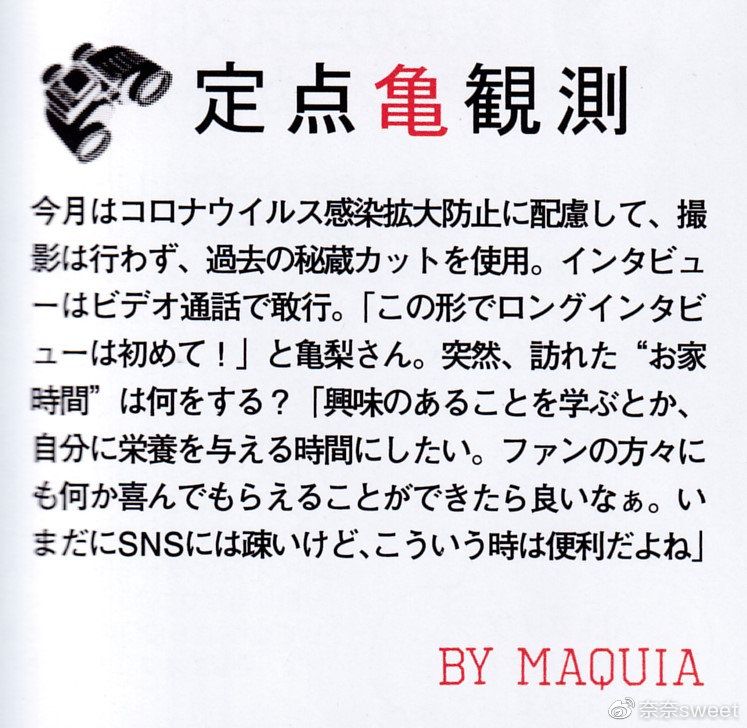 定点亀観測
今月はコロナウイルス感染拡大防止に配慮して、撮
影は行わず、過去の秘蔵カットを使用。インタビュ
ーはビデオ通話で敢行。「この形でロングインタビ
ューは初めて！」と亀梨さん。突然、訪れた“お家
時間”は何をする？「興味のあることを学ぶとか、
自分に栄養を与える時間にしたい。ファンの方々に
も何か喜んでもらえることができたら良いなぁ。い
まだにSNSには疎いけど、こういう時は便利だよね」
BY MAQUIA
奈奈sweet